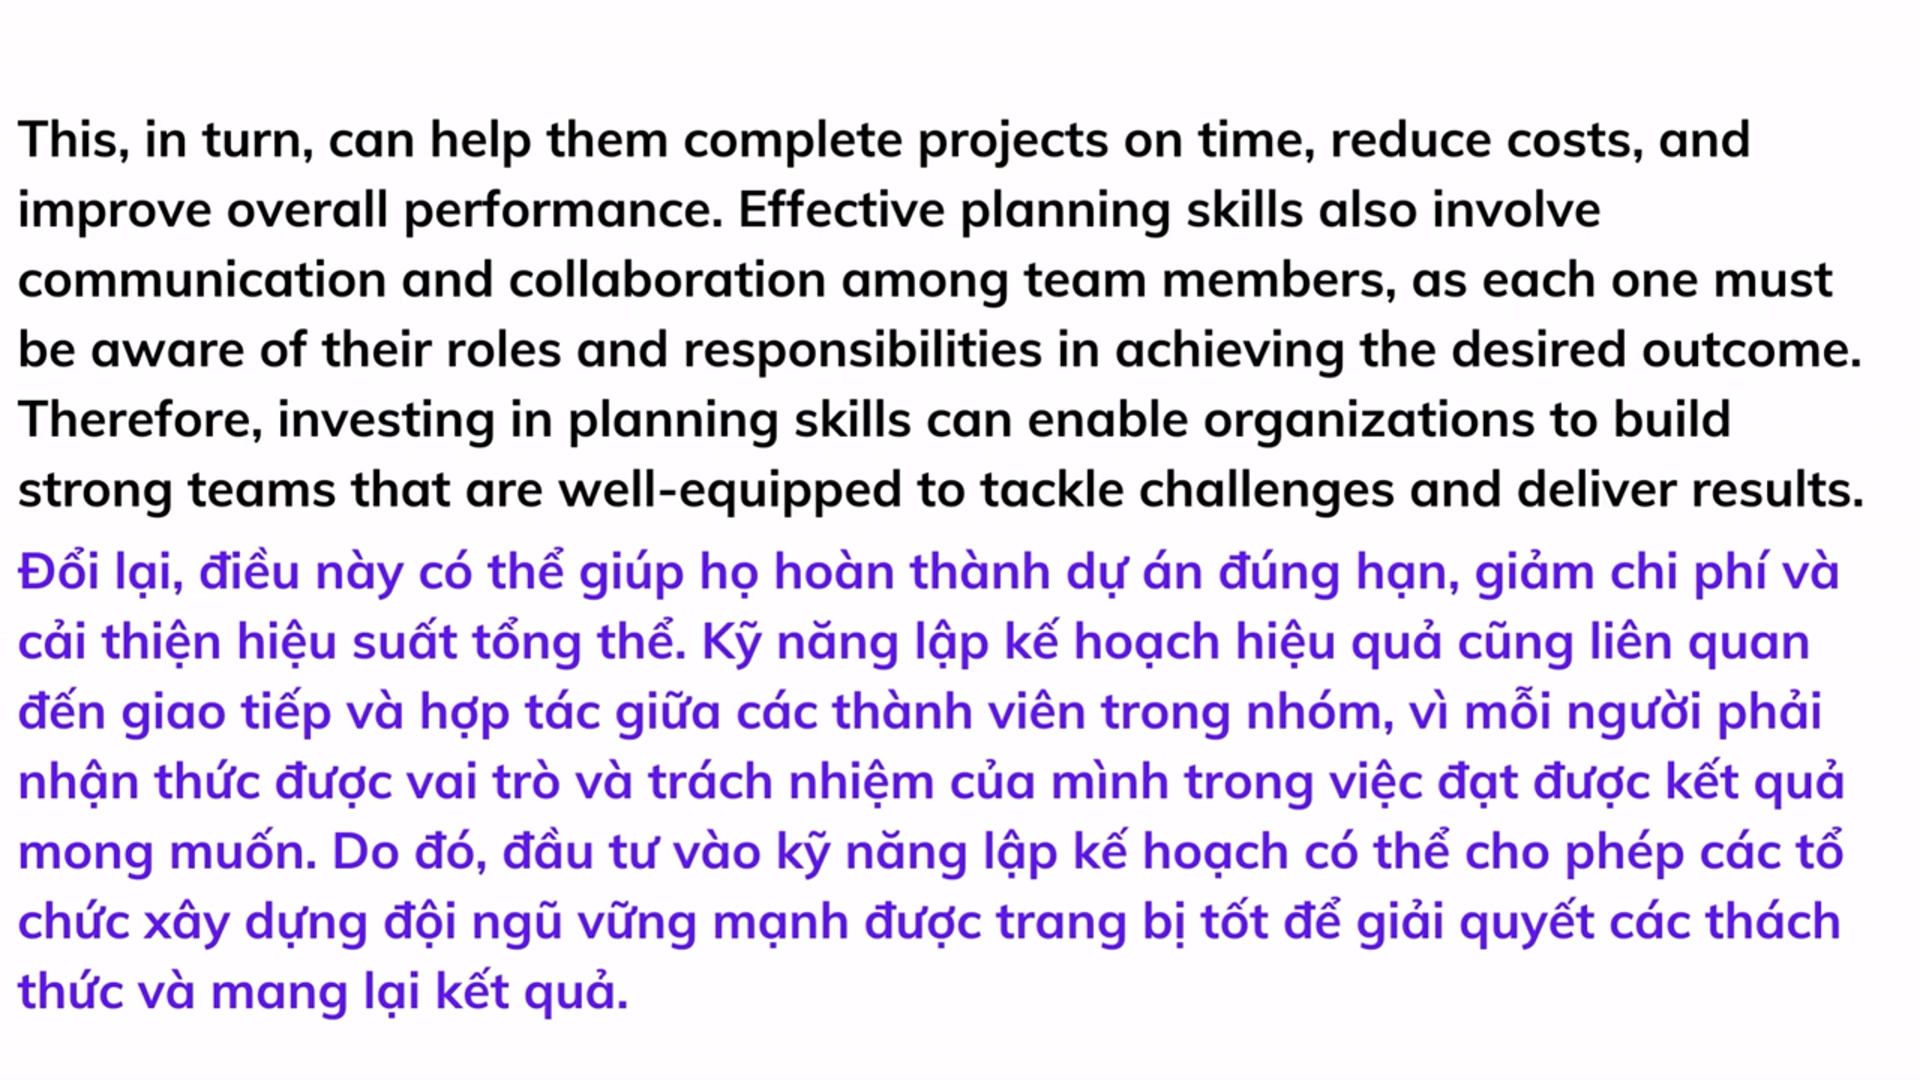 This, in turn, can help them complete projects on time, reduce costs, and
improve overall performance. Effective planning skills also involve
communication and collaboration among team members, as each one must
be aware of their roles and responsibilities in achieving the desired outcome.
Therefore, investing in planning skills can enable organizations to build
strong teams that are well-equipped to tackle challenges and deliver results.
Đổi lại, điều này có thể giúp họ hoàn thành dự án đúng hạn, giảm chi phí và
cải thiện hiệu suất tổng thể. Kỹ năng lập kế hoạch hiệu quả cũng liên quan
đến giao tiếp và hợp tác giữa các thành viên trong nhóm, vì mỗi người phải
nhận thức được vai trò và trách nhiệm của mình trong việc đạt được kết quả
mong muốn. Do đó, đầu tư vào kỹ năng lập kế hoạch có thể cho phép các tổ
chức xây dựng đội ngũ vững mạnh được trang bị tốt để giải quyết các thách
thức và mang lại kết quả.